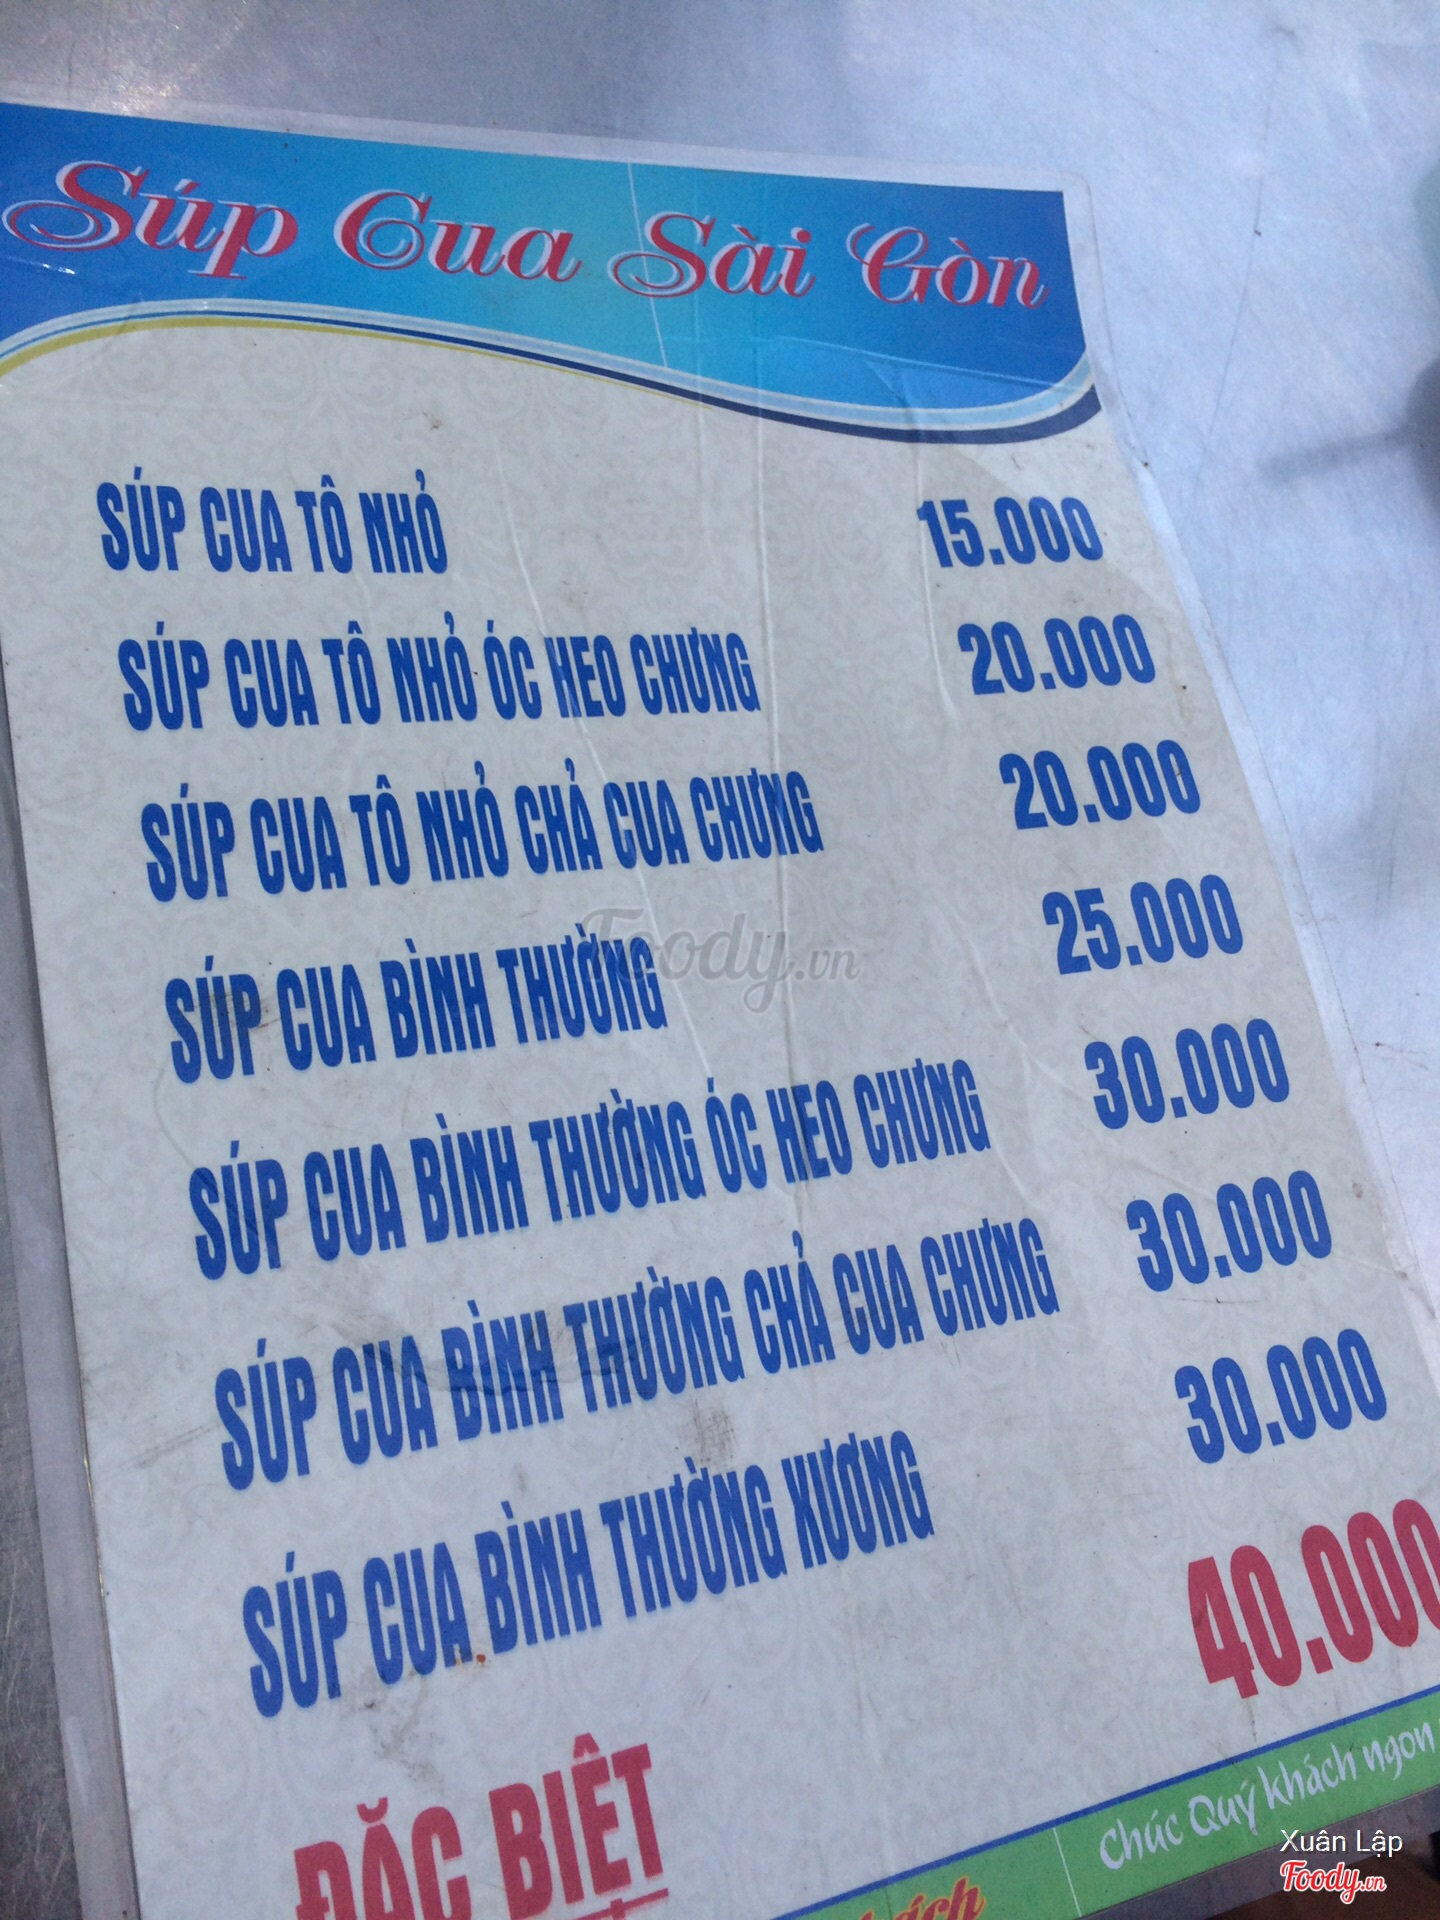 Súp Cua Sài Gòn
SÚP CUA TÔ NHỎ 15.000
SÚP CUA TÔ NHỎ ÓC HEO CHƯNG 20.000
SÚP CUA TÔ NHỎ CHẢ CUA CHƯNG 20.000
SÚP CUA BÌNH THƯỜNG 25.000
Foody.vn
SÚP CUA BÌNH THƯỜNG ÓC HEO CHƯNG 30.000
SÚP CUA BÌNH THƯỜNG CHẢ CUA CHƯNG 30.000
SÚP CUA BÌNH THƯỜNG XƯƠNG 30.000
ĐẶC BIỆT 40.000
Chúc Quý khách ngon
Xuân Lập
Foody.vn